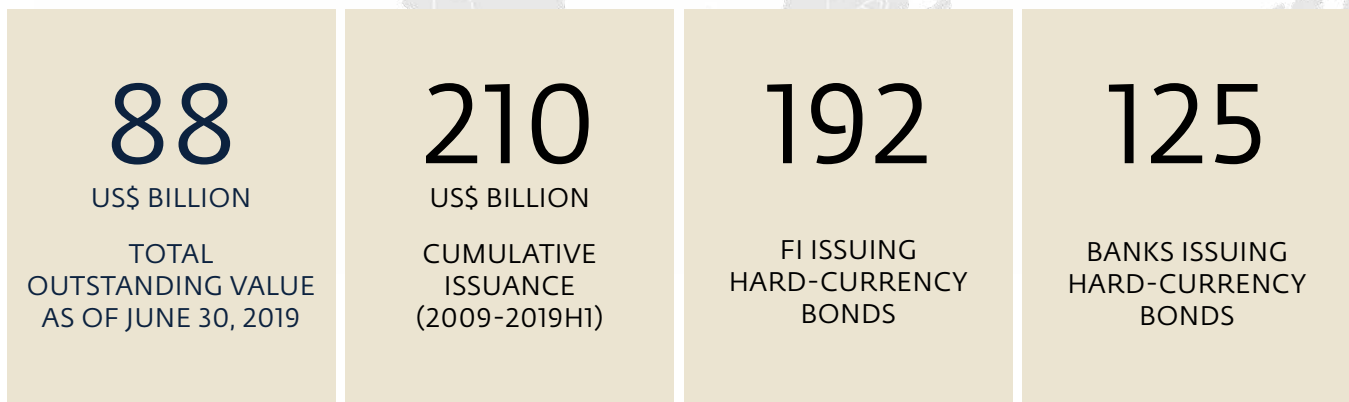 88
US$ BILLION
TOTAL
OUTSTANDING VALUE
AS OF JUNE 30, 2019
210
US$ BILLION
CUMULATIVE
ISSUANCE
(2009-2019H1)
192
FI ISSUING
HARD-CURRENCY
BONDS
125
BANKS ISSUING
HARD-CURRENCY
BONDS